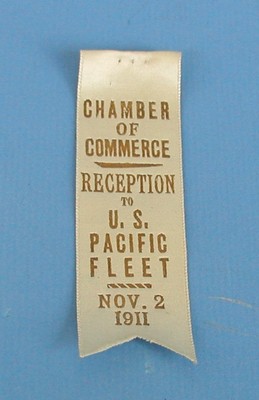 CHAMBER
OF
COMMERCE
RECEPTION
TO
U. S.
PACIFIC
FLEET
NOV. 2
1911